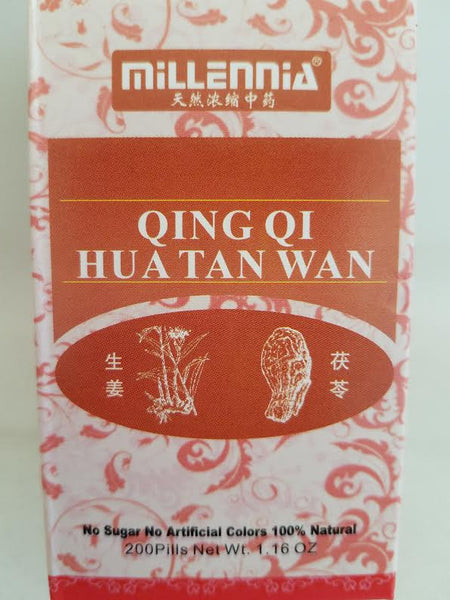 MiLLENNiA®
天然浓缩中药
QING QI
HUA TAN WAN
生姜
茯苓
No Sugar No Artificial Colors 100% Natural
200Pills Net Wt. 1.16 OZ